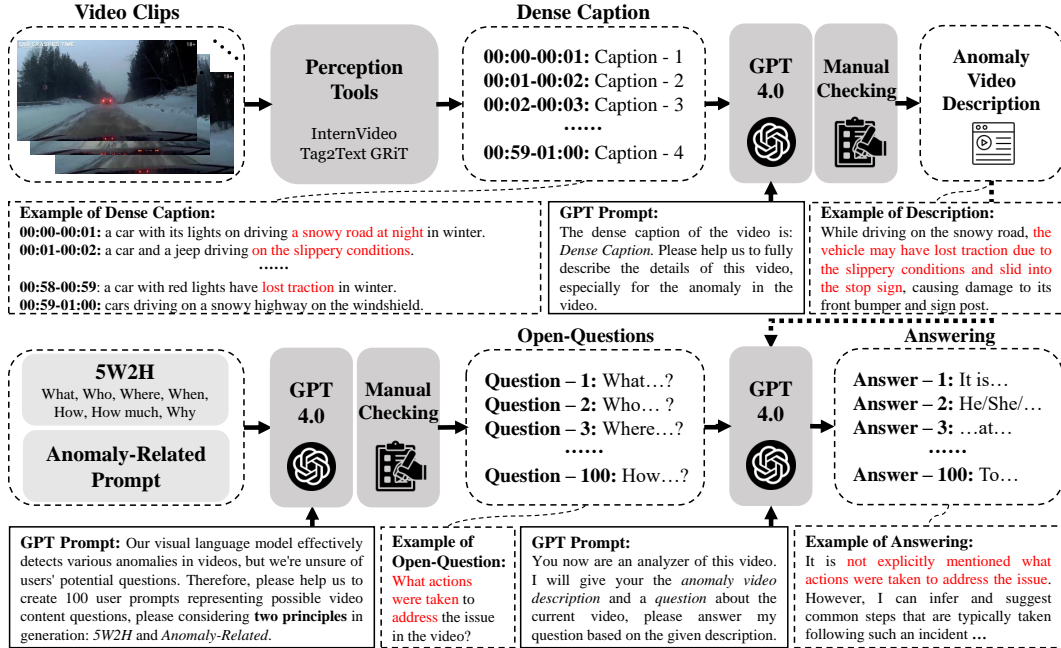 Video Clips
Dense Caption
CAR CRASHES TIME
18+
Perception
Tools
InternVideo
Tag2Text GRiT
00:00-00:01: Caption - 1
00:01-00:02: Caption - 2
00:02-00:03: Caption - 3
......
00:59-01:00: Caption - 4
GPT
4.0
Manual
Checking
Anomaly
Video
Description
Example of Dense Caption:
00:00-00:01: a car with its lights on driving a snowy road at night in winter.
00:01-00:02: a car and a jeep driving on the slippery conditions.
......
00:58-00:59: a car with red lights have lost traction in winter.
00:59-01:00: cars driving on a snowy highway on the windshield.
GPT Prompt:
The dense caption of the video is:
Dense Caption. Please help us to fully
describe the details of this video,
especially for the anomaly in the
video.
Example of Description:
While driving on the snowy road, the
vehicle may have lost traction due to
the slippery conditions and slid into
the stop sign, causing damage to its
front bumper and sign post.
Open-Questions
Answering
5W2H
What, Who, Where, When,
How, How much, Why
Anomaly-Related
Prompt
GPT
4.0
Manual
Checking
Question – 1: What…?
Question – 2: Who… ?
Question – 3: Where…?
......
Question – 100: How…?
GPT
4.0
Answer – 1: It is…
Answer – 2: He/She/…
Answer – 3: …at…
......
Answer – 100: To…
GPT Prompt: Our visual language model effectively
detects various anomalies in videos, but we're unsure of
users' potential questions. Therefore, please help us to
create 100 user prompts representing possible video
content questions, please considering two principles in
generation: 5W2H and Anomaly-Related.
Example of
Open-Question:
What actions
were taken to
address the issue
in the video?
GPT Prompt:
You now are an analyzer of this video.
I will give your the anomaly video
description and a question about the
current video, please answer my
question based on the given description.
Example of Answering:
It is not explicitly mentioned what
actions were taken to address the issue.
However, I can infer and suggest
common steps that are typically taken
following such an incident ...